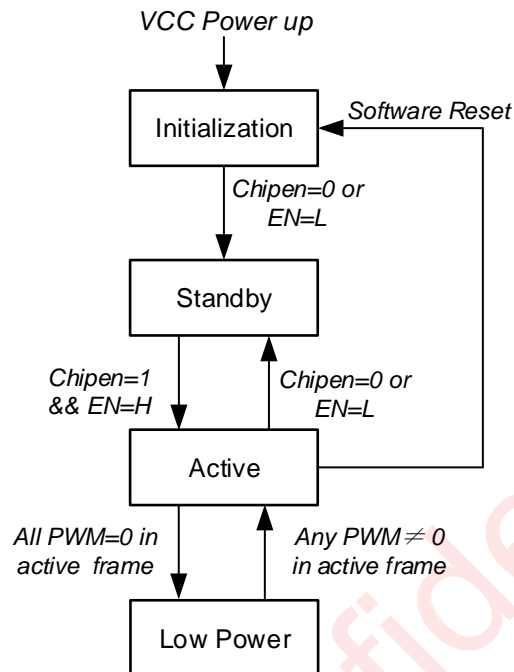 VCC Power up
Software Reset
Initialization
Chipen=0 or
EN=L
Standby
Chipen=1
&& EN=H
Chipen=0 or
EN=L
Active
All PWM=0 in
active frame
Any PWM≠0
in active frame
Low Power
fide